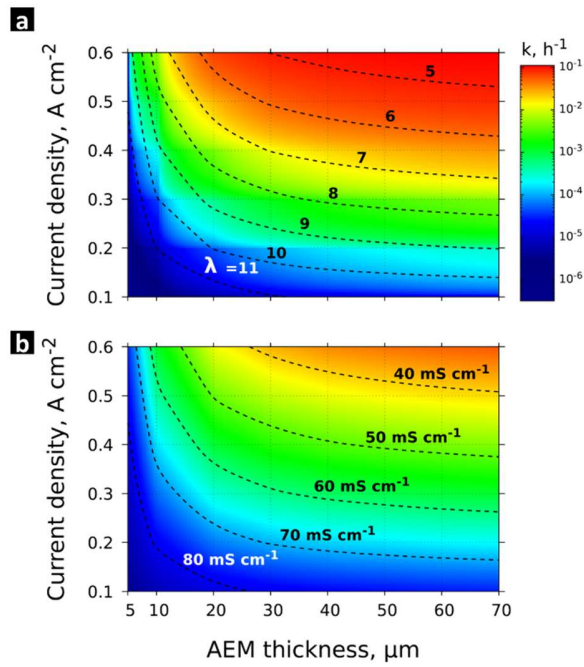 a
k, h⁻¹
0.6
0.5
0.4
0.3
0.2
0.1
Current density, A cm⁻²
5
6
7
8
9
10
λ =11
10⁻¹
10⁻²
10⁻³
10⁻⁴
10⁻⁵
10⁻⁶
b
0.6
0.5
0.4
0.3
0.2
0.1
Current density, A cm⁻²
40 mS cm⁻¹
50 mS cm⁻¹
60 mS cm⁻¹
70 mS cm⁻¹
80 mS cm⁻¹
5 10 20 30 40 50 60 70
AEM thickness, µm